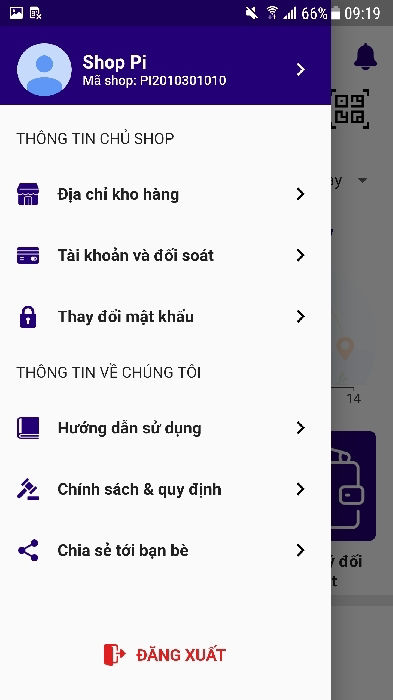 66% 09:19
Shop Pi
Mã shop: PI2010301010
THÔNG TIN CHỦ SHOP
Địa chỉ kho hàng
Tài khoản và đối soát
Thay đổi mật khẩu
THÔNG TIN VỀ CHÚNG TÔI
14
Hướng dẫn sử dụng
Chính sách & quy định
Chia sẻ tới bạn bè
đối
ĐĂNG XUẤT